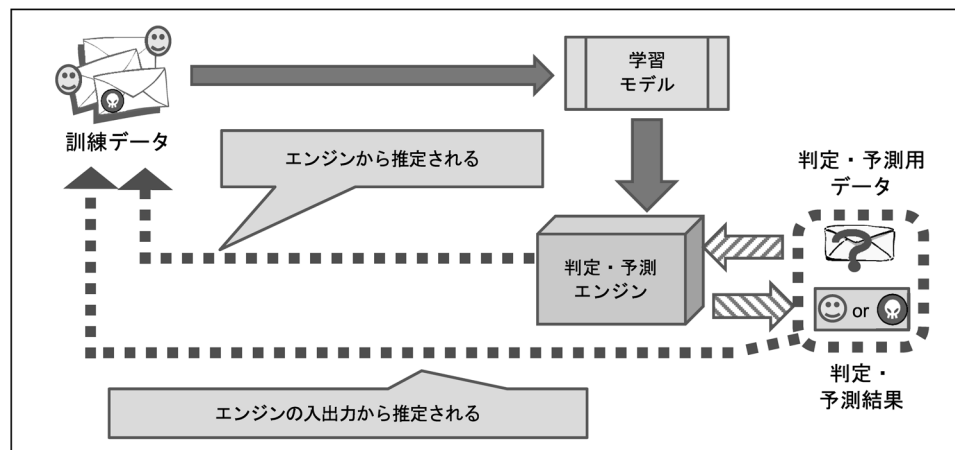 学習
モデル
訓練データ
エンジンから推定される
判定・予測用
データ
判定・予測
エンジン
?
or
判定・
予測結果
エンジンの入出力から推定される